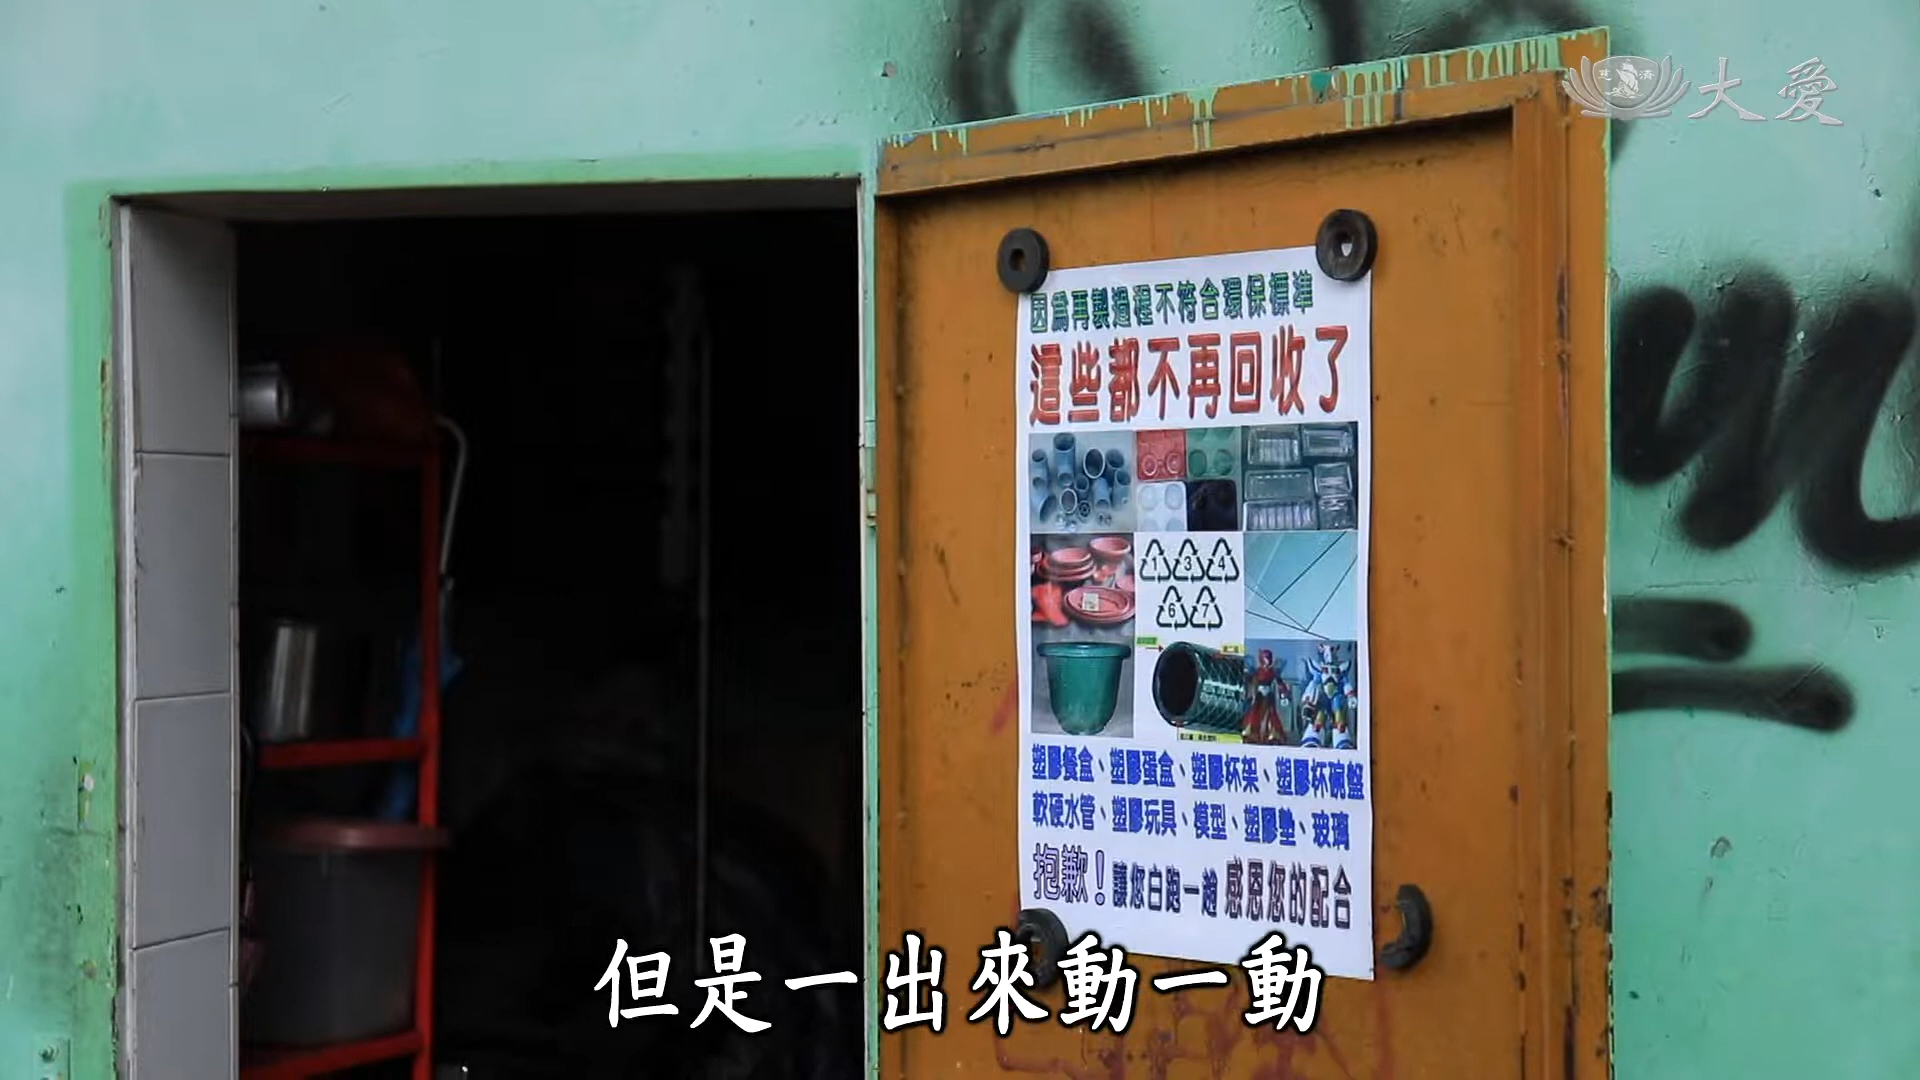 慈濟
大愛
因為再製過程不符合環保標準
這些都不再回收了
1 3 4
6 7
塑膠餐盒、塑膠蛋盒、塑膠杯架、塑膠杯碗盤
軟硬水管、塑膠玩具、模型、塑膠墊、玻璃
抱歉！讓您白跑一趟 感恩您的配合
但是一出來動一動